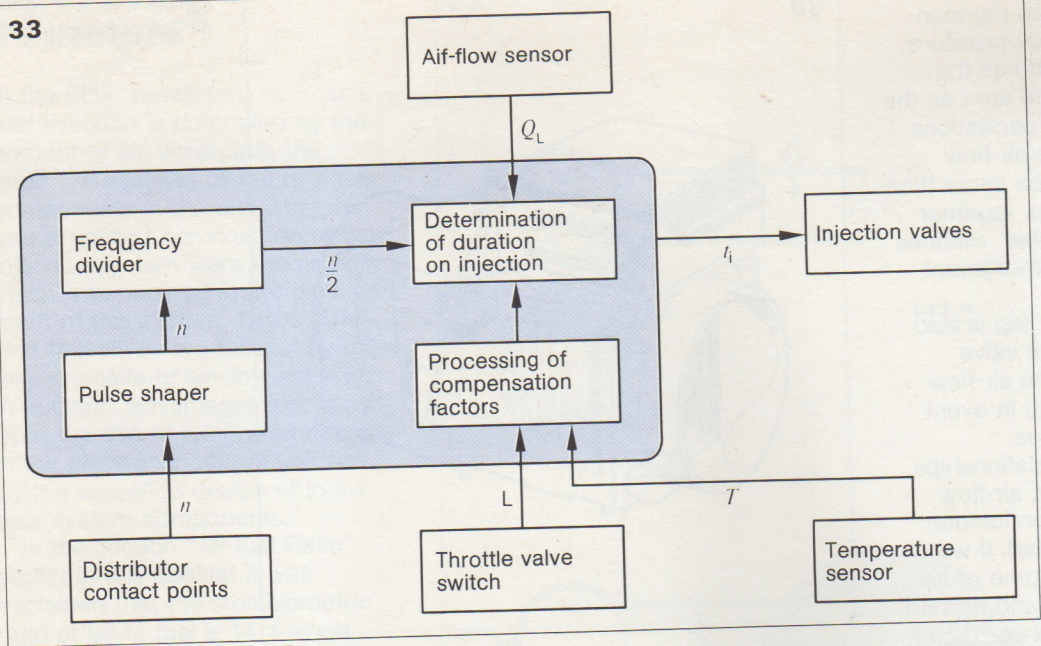 33
Aif-flow sensor
Q_L
Frequency
divider
n/2
Determination
of duration
on injection
t_i
Injection valves
n
Pulse shaper
Processing of
compensation
factors
n
L
T
Distributor
contact points
Throttle valve
switch
Temperature
sensor